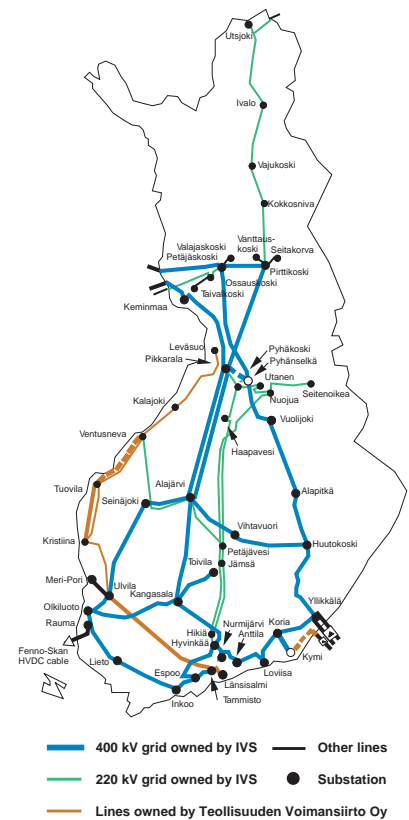 Utsjoki
Ivalo
Vajukoski
Kokkosniva
Vanttaus-
koski
Seitakorva
Valajaskoski
Petäjäskoski
Pirttikoski
Ossauskoski
Taivalkoski
Keminmaa
Leväsuo
Pikkarala
Pyhäkoski
Pyhänselkä
Utanen
Seitenoikea
Nuojua
Kalajoki
Vuolijoki
Ventusneva
Haapavesi
Tuovila
Alajärvi
Seinäjoki
Alapitkä
Vihtavuori
Kristiina
Huutokoski
Petäjävesi
Jämsä
Toivila
Meri-Pori
Ulvila
Kangasala
Yllikkälä
Olkiluoto
Rauma
Nurmijärvi
Anttila
Koria
Hikiä
Hyvinkää
Fenno-Skan
HVDC cable
Lieto
Espoo
Kymi
Loviisa
Länsisalmi
Tammisto
Inkoo
400 kV grid owned by IVS
Other lines
220 kV grid owned by IVS
Substation
Lines owned by Teollisuuden Voimansiirto Oy